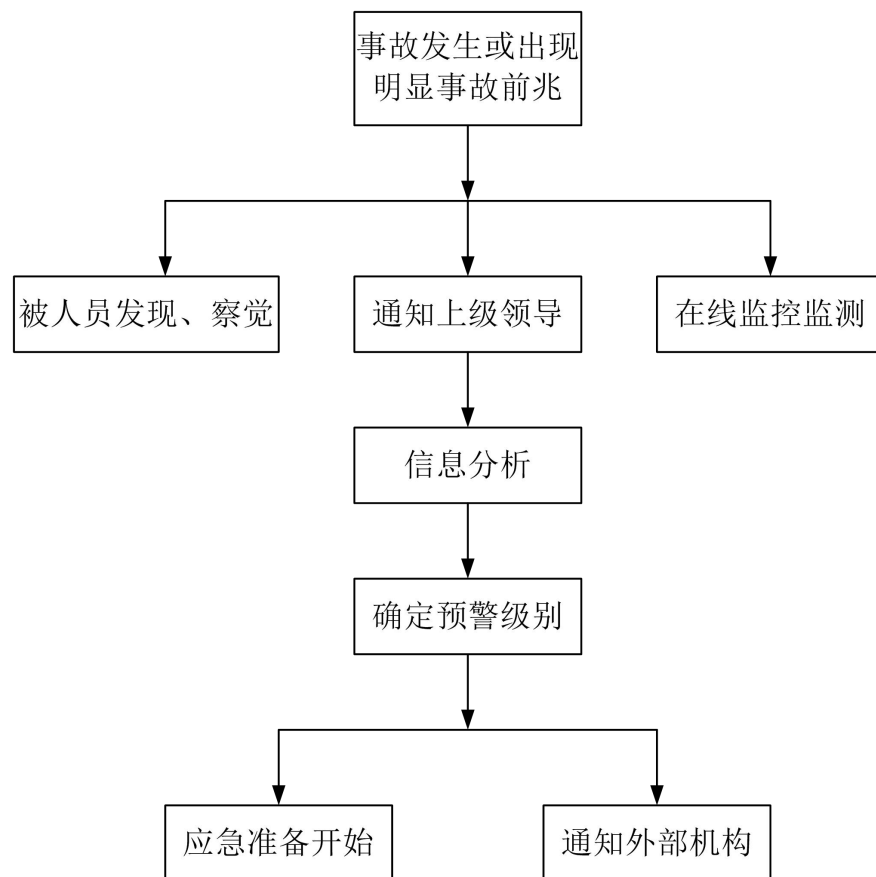 事故发生或出现
明显事故前兆
被人员发现、察觉
通知上级领导
在线监控监测
信息分析
确定预警级别
应急准备开始
通知外部机构